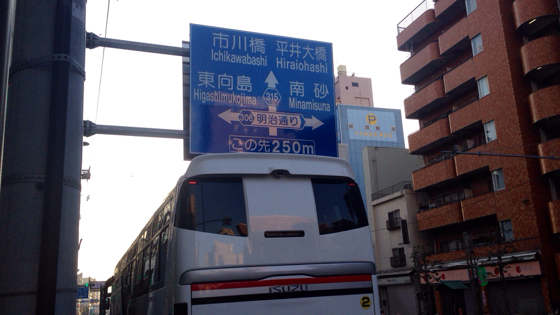 市川橋 平井大橋
Ichikawabashi Hiraiohashi
東向島 315 南砂
Higashimukojima Minamisuna
306 明治通り
この先250m
P
ISUZU
2